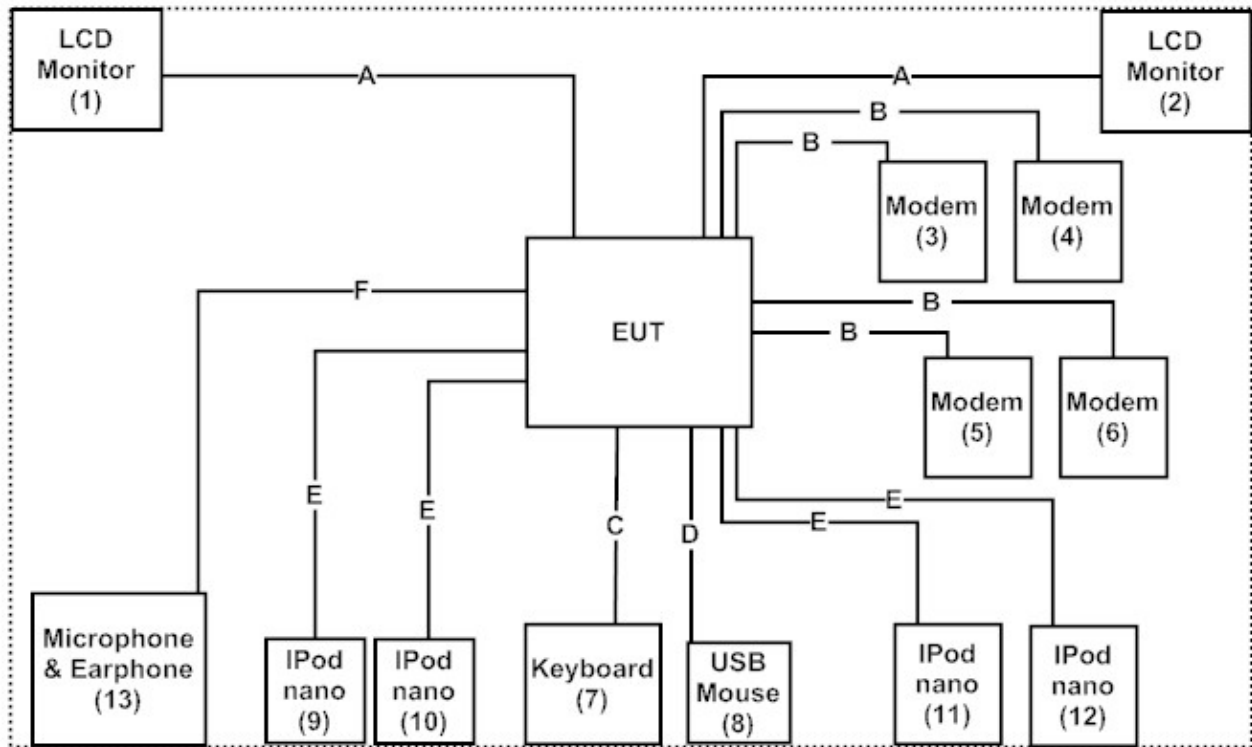 LCD
Monitor
(1)
A
A
LCD
Monitor
(2)
B
B
Modem
(3)
Modem
(4)
F
EUT
B
B
Modem
(5)
Modem
(6)
E
E
C
D
E
E
Microphone
& Earphone
(13)
IPod
nano
(9)
IPod
nano
(10)
Keyboard
(7)
USB
Mouse
(8)
IPod
nano
(11)
IPod
nano
(12)